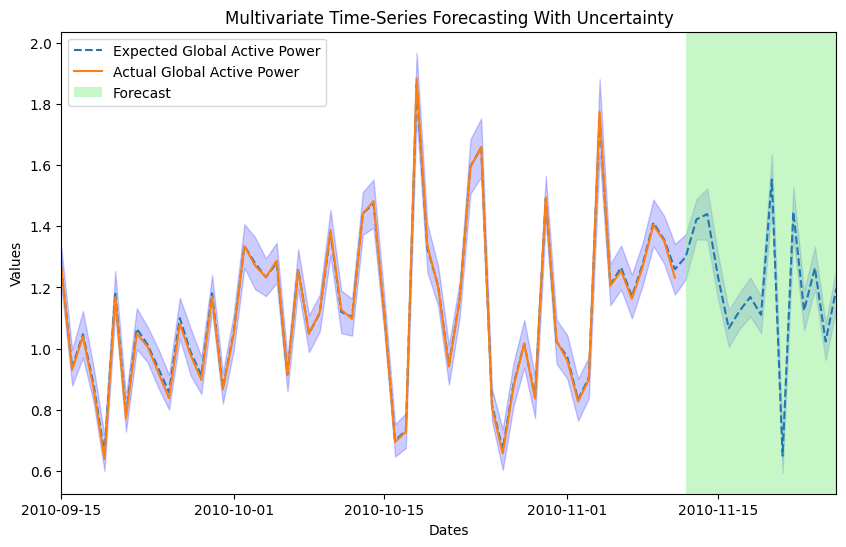 Multivariate Time-Series Forecasting With Uncertainty
Expected Global Active Power
Actual Global Active Power
Forecast
Values
2.0
1.8
1.6
1.4
1.2
1.0
0.8
0.6
2010-09-15
2010-10-01
2010-10-15
2010-11-01
2010-11-15
Dates